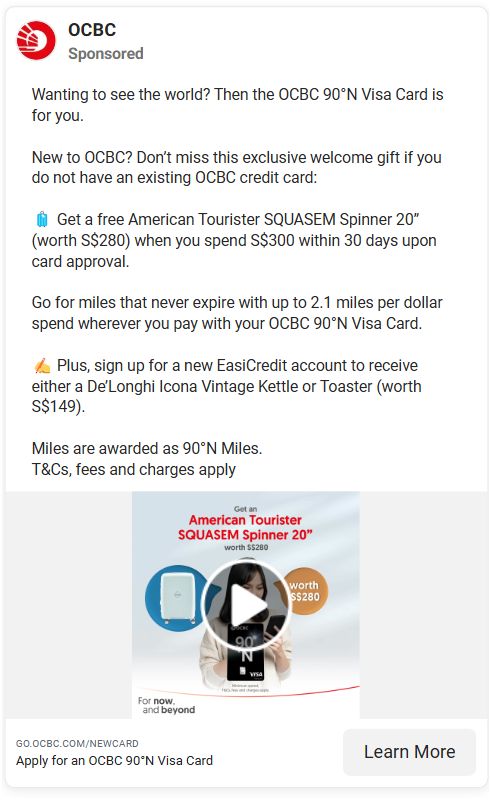 OCBC
Sponsored
Wanting to see the world? Then the OCBC 90°N Visa Card is
for you.
New to OCBC? Don’t miss this exclusive welcome gift if you
do not have an existing OCBC credit card:
🧳 Get a free American Tourister SQUASEM Spinner 20”
(worth S$280) when you spend S$300 within 30 days upon
card approval.
Go for miles that never expire with up to 2.1 miles per dollar
spend wherever you pay with your OCBC 90°N Visa Card.
✍️ Plus, sign up for a new EasiCredit account to receive
either a De’Longhi Icona Vintage Kettle or Toaster (worth
S$149).
Miles are awarded as 90°N Miles.
T&Cs, fees and charges apply
Get an
American Tourister
SQUASEM Spinner 20”
worth S$280
worth
S$280
OCBC
90°
N
VISA
Minimum spend,
T&Cs, fees and charges apply.
For now,
and beyond
GO.OCBC.COM/NEWCARD
Apply for an OCBC 90°N Visa Card
Learn More